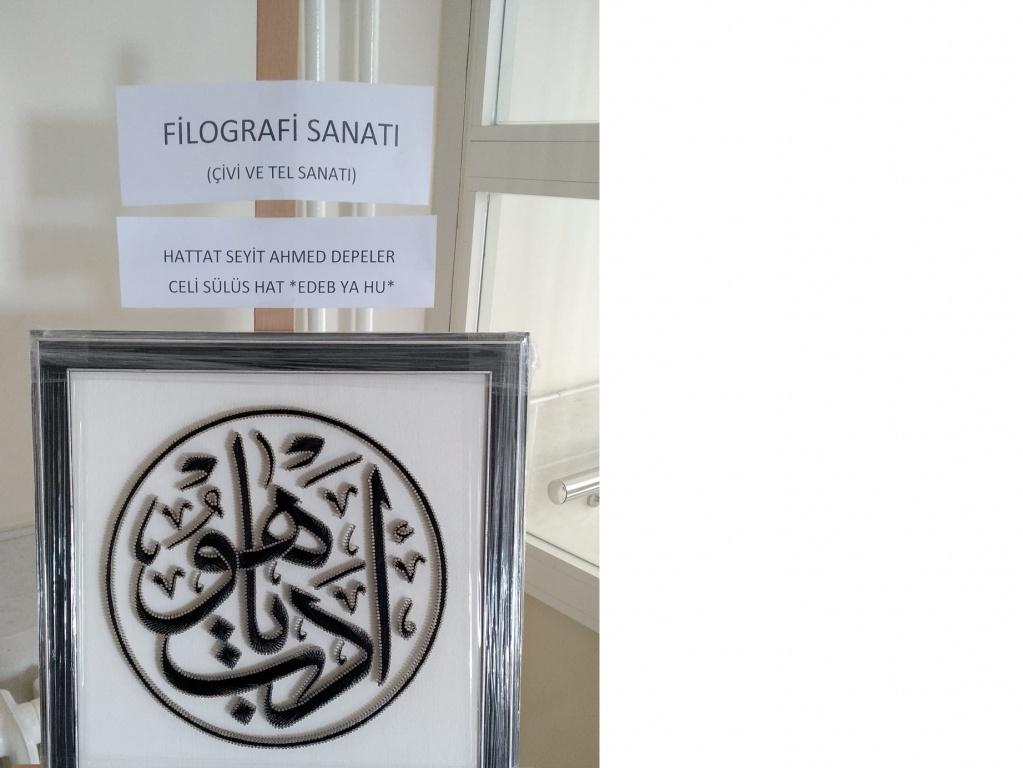 FİLOGRAFİ SANATI
(ÇİVİ VE TEL SANATI)
HATTAT SEYİT AHMED DEPELER
CELİ SÜLÜS HAT *EDEB YA HU*
ادب يا هو